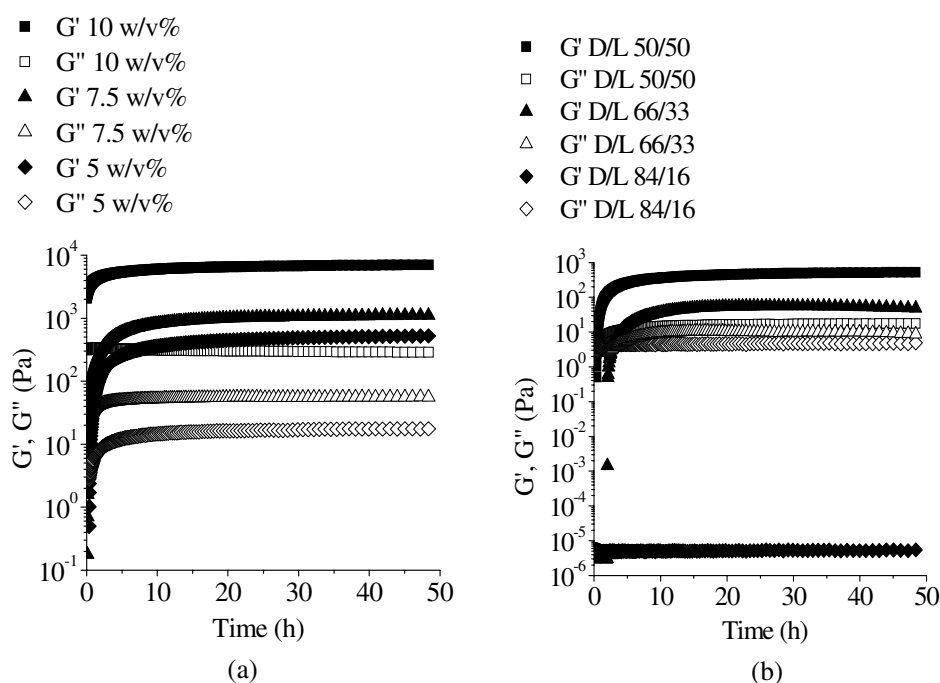 G' 10 w/v%
G'' 10 w/v%
G' 7.5 w/v%
G'' 7.5 w/v%
G' 5 w/v%
G'' 5 w/v%
10^4
10^3
10^2
10^1
10^0
10^-1
G', G'' (Pa)
0 10 20 30 40 50
Time (h)
(a)
G' D/L 50/50
G'' D/L 50/50
G' D/L 66/33
G'' D/L 66/33
G' D/L 84/16
G'' D/L 84/16
10^3
10^2
10^1
10^0
10^-1
10^-2
10^-3
10^-4
10^-5
10^-6
G', G'' (Pa)
0 10 20 30 40 50
Time (h)
(b)